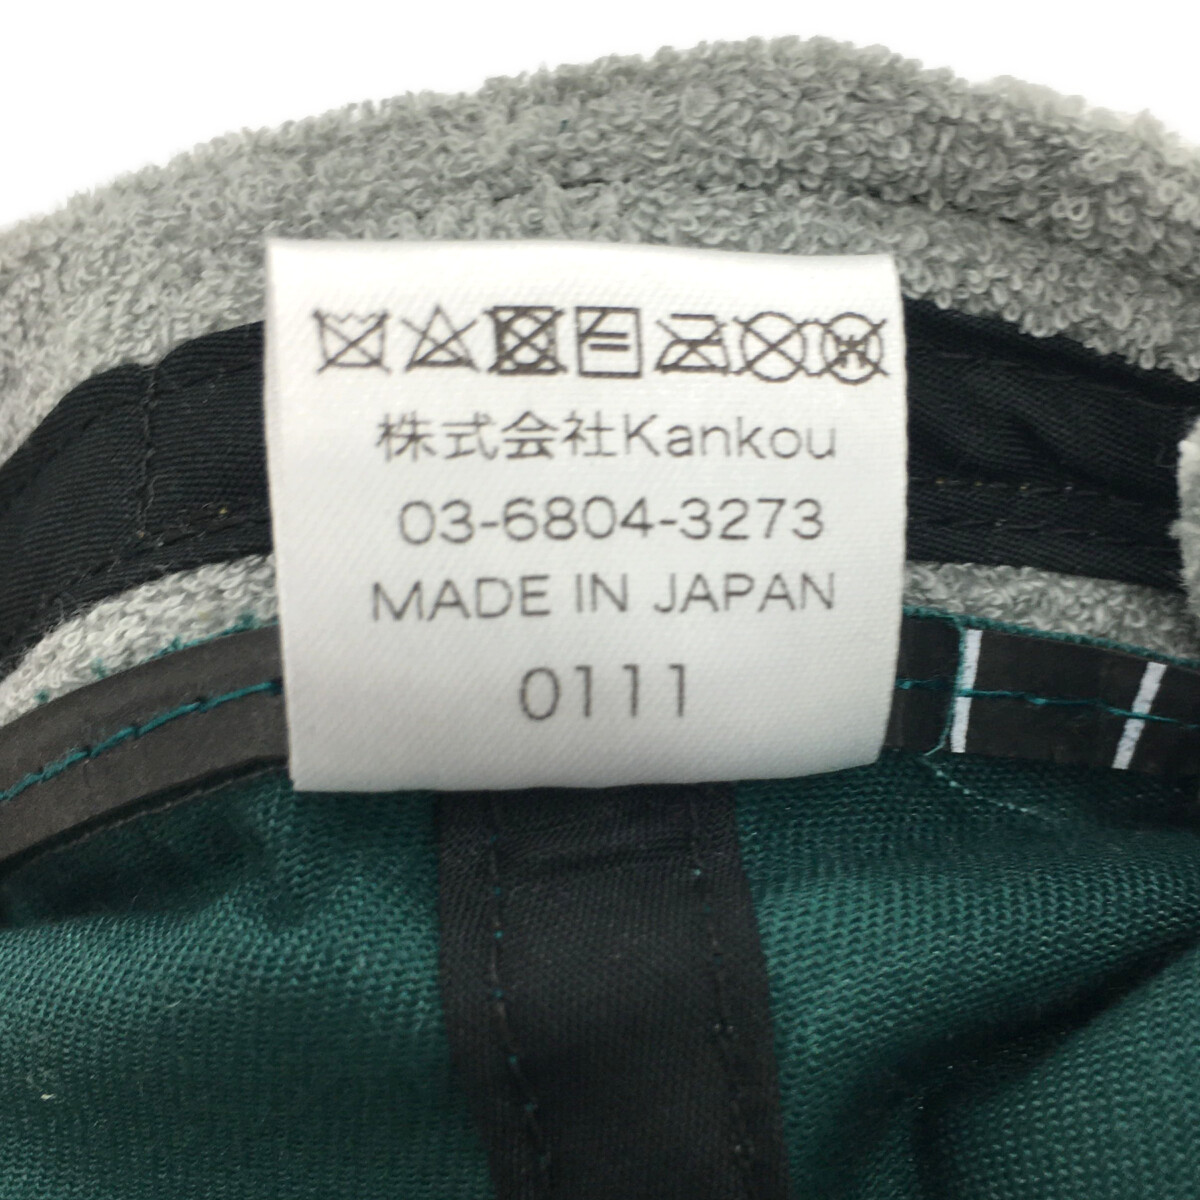 株式会社Kankou
03-6804-3273
MADE IN JAPAN
0111